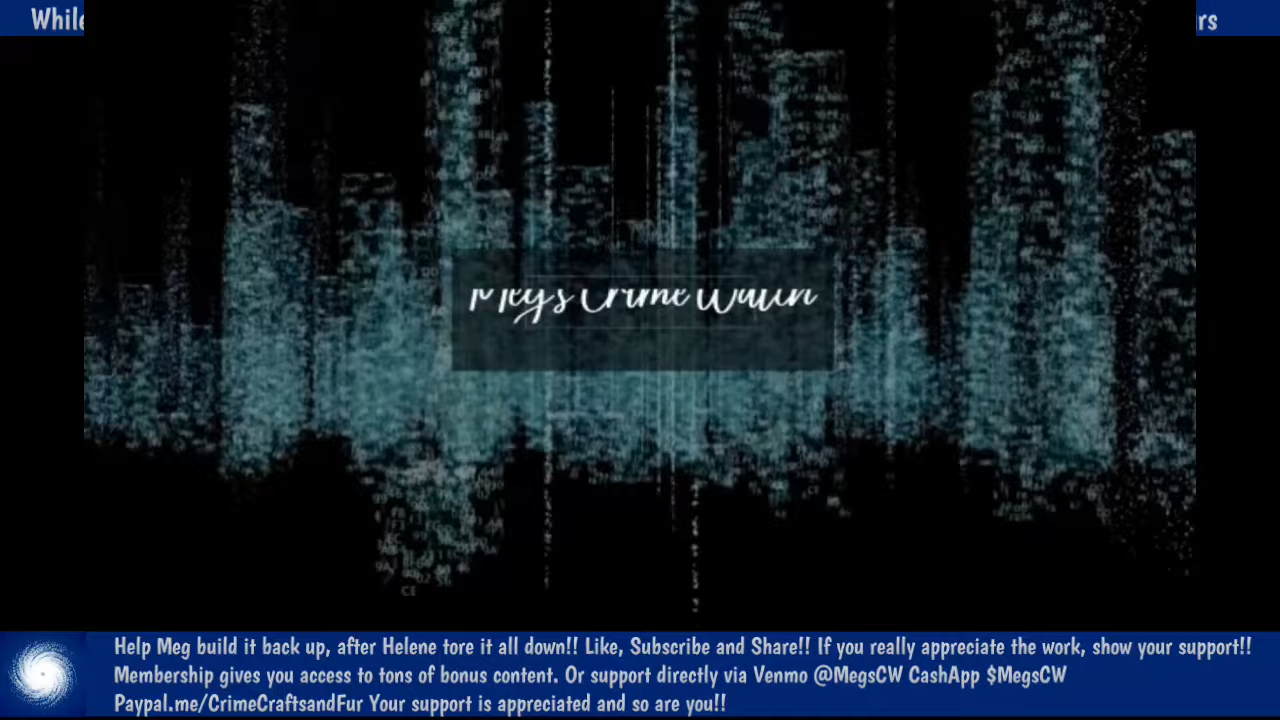 While
rs
Meg's Crime Watch
Help Meg build it back up, after Helene tore it all down!! Like, Subscribe and Share!! If you really appreciate the work, show your support!!
Membership gives you access to tons of bonus content. Or support directly via Venmo @MegsCW CashApp $MegsCW
Paypal.me/CrimeCraftsandFur Your support is appreciated and so are you!!